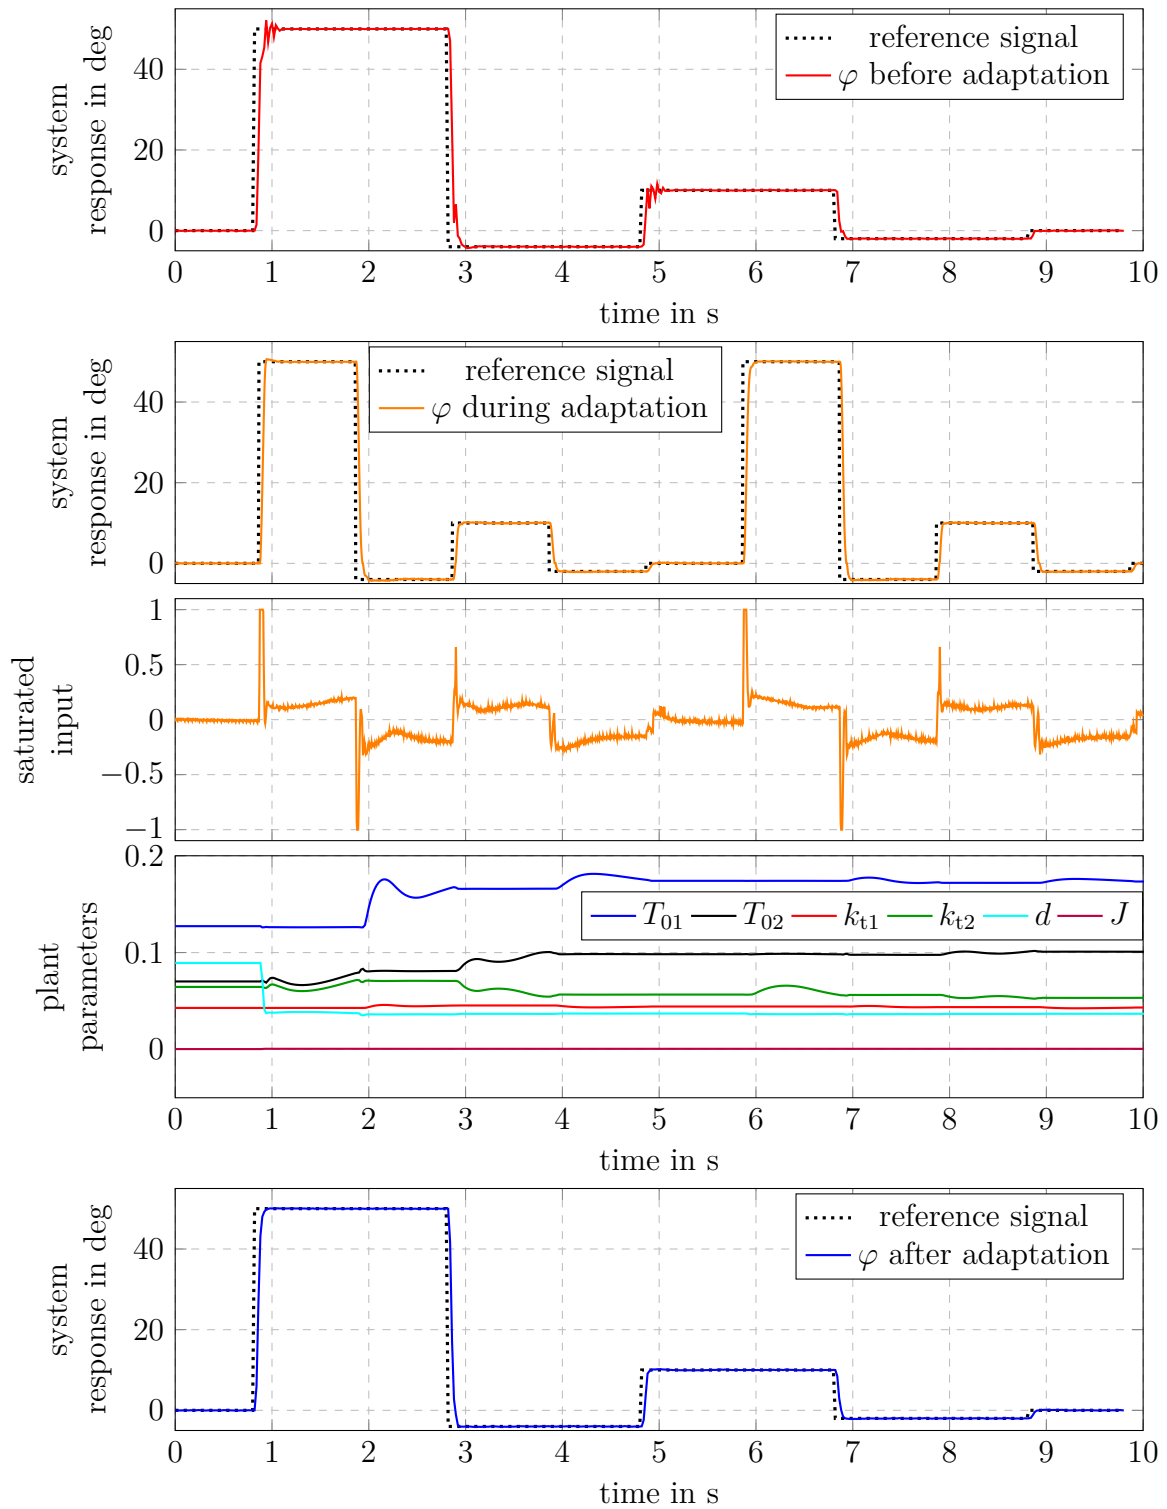 system
response in deg
40
20
0
reference signal
φ before adaptation
0 1 2 3 4 5 6 7 8 9 10
time in s
system
response in deg
40
20
0
reference signal
φ during adaptation
saturated
input
1
0.5
0
−0.5
−1
plant
parameters
0.2
0.1
0
T01 T02 kt1 kt2 d J
0 1 2 3 4 5 6 7 8 9 10
time in s
system
response in deg
40
20
0
reference signal
φ after adaptation
0 1 2 3 4 5 6 7 8 9 10
time in s